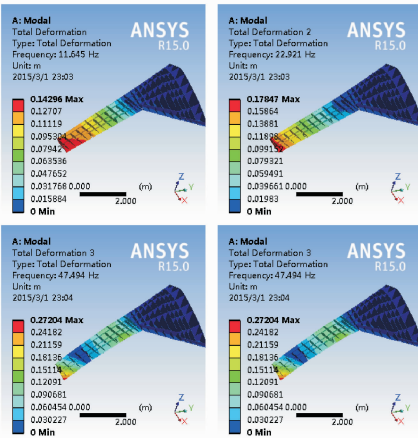 A: Modal
Total Deformation
Type: Total Deformation
Frequency: 11.645 Hz
Unit: m
2015/3/1 23:03
ANSYS
R15.0
0.14296 Max
0.12707
0.11119
0.095304
0.07942
0.063536
0.047652
0.031768
0.015884
0 Min
0.000
2.000
(m)
Z
Y
X
A: Modal
Total Deformation 2
Type: Total Deformation
Frequency: 22.921 Hz
Unit: m
2015/3/1 23:03
ANSYS
R15.0
0.17847 Max
0.15864
0.13881
0.11898
0.099152
0.079321
0.059491
0.039661
0.01983
0 Min
0.000
2.000
(m)
Z
Y
X
A: Modal
Total Deformation 3
Type: Total Deformation
Frequency: 47.494 Hz
Unit: m
2015/3/1 23:04
ANSYS
R15.0
0.27204 Max
0.24182
0.21159
0.18136
0.15114
0.12091
0.090681
0.060454
0.030227
0 Min
0.000
2.000
(m)
Z
Y
X
A: Modal
Total Deformation 3
Type: Total Deformation
Frequency: 47.494 Hz
Unit: m
2015/3/1 23:04
ANSYS
R15.0
0.27204 Max
0.24182
0.21159
0.18136
0.15114
0.12091
0.090681
0.060454
0.030227
0 Min
0.000
2.000
(m)
Z
Y
X